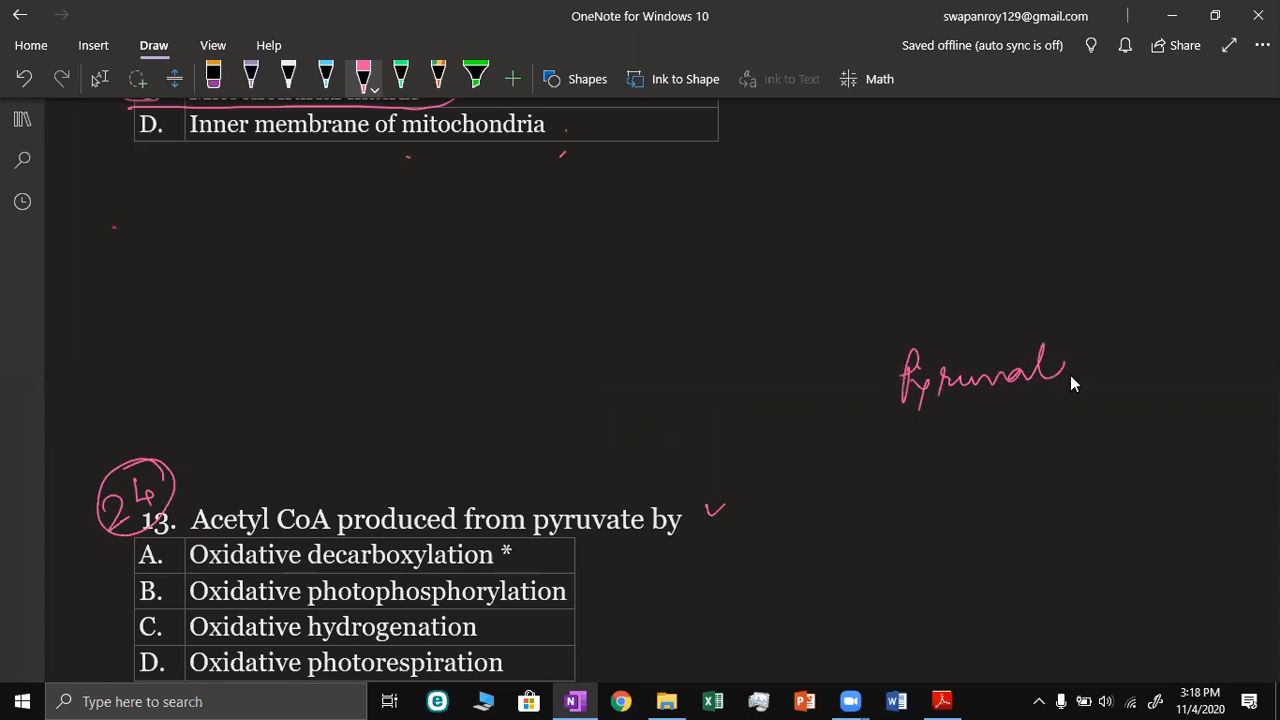 OneNote for Windows 10
swapanroy129@gmail.com
Home Insert Draw View Help
Saved offline (auto sync is off)
Share
Shapes
Ink to Shape
Ink to Text
Math
D. Inner membrane of mitochondria
Pyruvat
24
13. Acetyl CoA produced from pyruvate by
A. Oxidative decarboxylation *
B. Oxidative photophosphorylation
C. Oxidative hydrogenation
D. Oxidative photorespiration
Type here to search
3:18 PM
11/4/2020